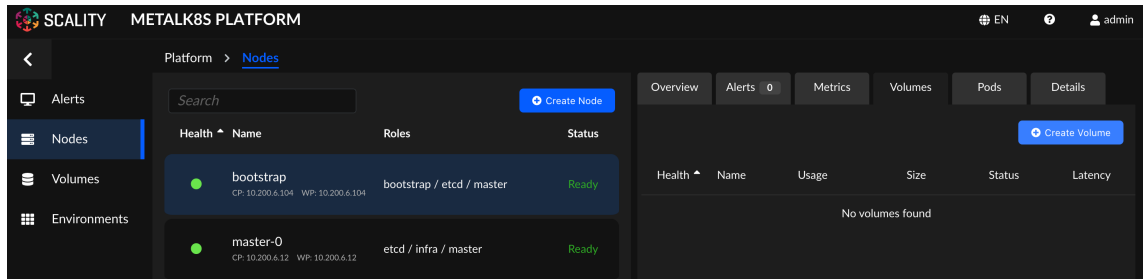 SCALITY METALK8S PLATFORM EN admin
Platform > Nodes
Alerts
Nodes
Volumes
Environments
Search Create Node
Health Name Roles Status
bootstrap
CP: 10.200.6.104 WP: 10.200.6.104
bootstrap / etcd / master Ready
master-0
CP: 10.200.6.12 WP: 10.200.6.12
etcd / infra / master Ready
Overview Alerts 0 Metrics Volumes Pods Details
Create Volume
Health Name Usage Size Status Latency
No volumes found